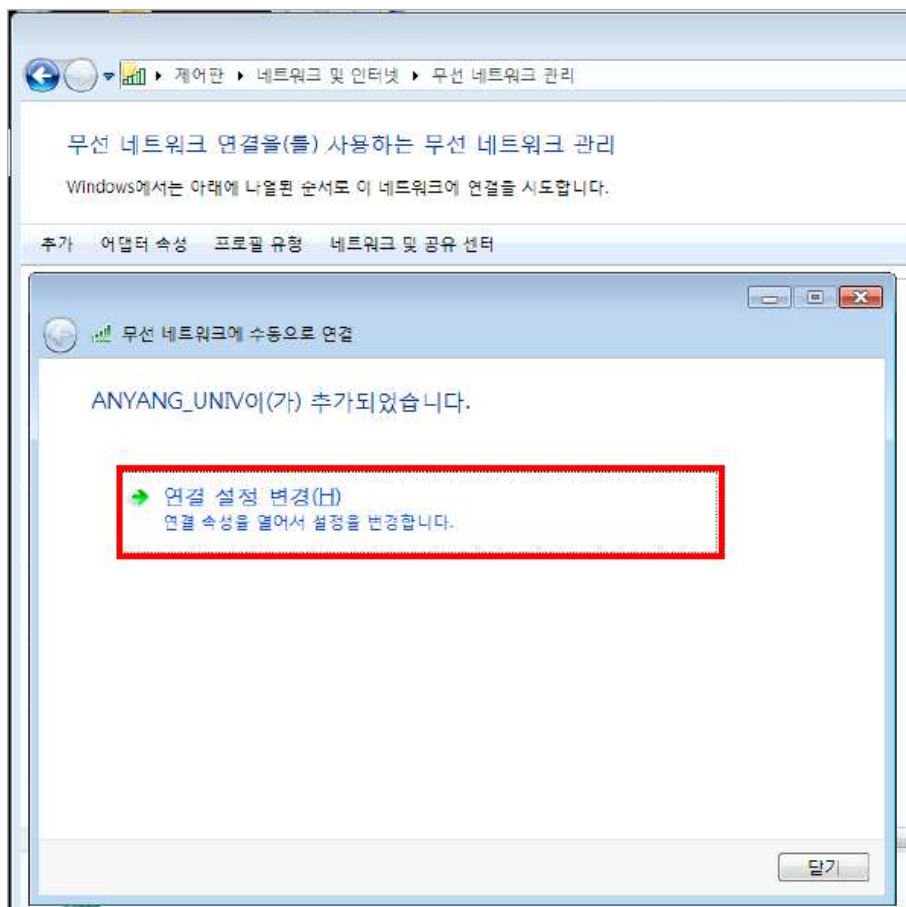 제어판 ▸ 네트워크 및 인터넷 ▸ 무선 네트워크 관리
무선 네트워크 연결을(를) 사용하는 무선 네트워크 관리
Windows에서는 아래에 나열된 순서로 이 네트워크에 연결을 시도합니다.
추가 어댑터 속성 프로필 유형 네트워크 및 공유 센터
무선 네트워크에 수동으로 연결
ANYANG_UNIV이(가) 추가되었습니다.
연결 설정 변경(H)
연결 속성을 열어서 설정을 변경합니다.
닫기